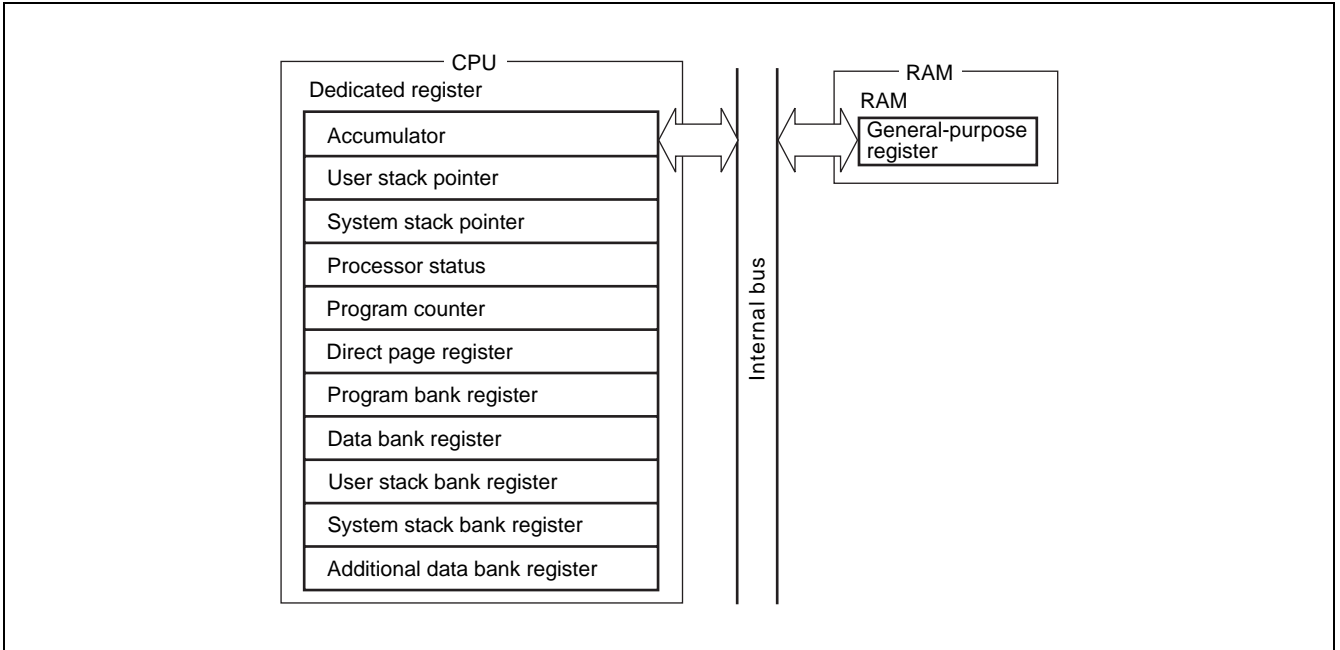 CPU
Dedicated register
Accumulator
User stack pointer
System stack pointer
Processor status
Program counter
Direct page register
Program bank register
Data bank register
User stack bank register
System stack bank register
Additional data bank register
Internal bus
RAM
RAM
General-purpose
register